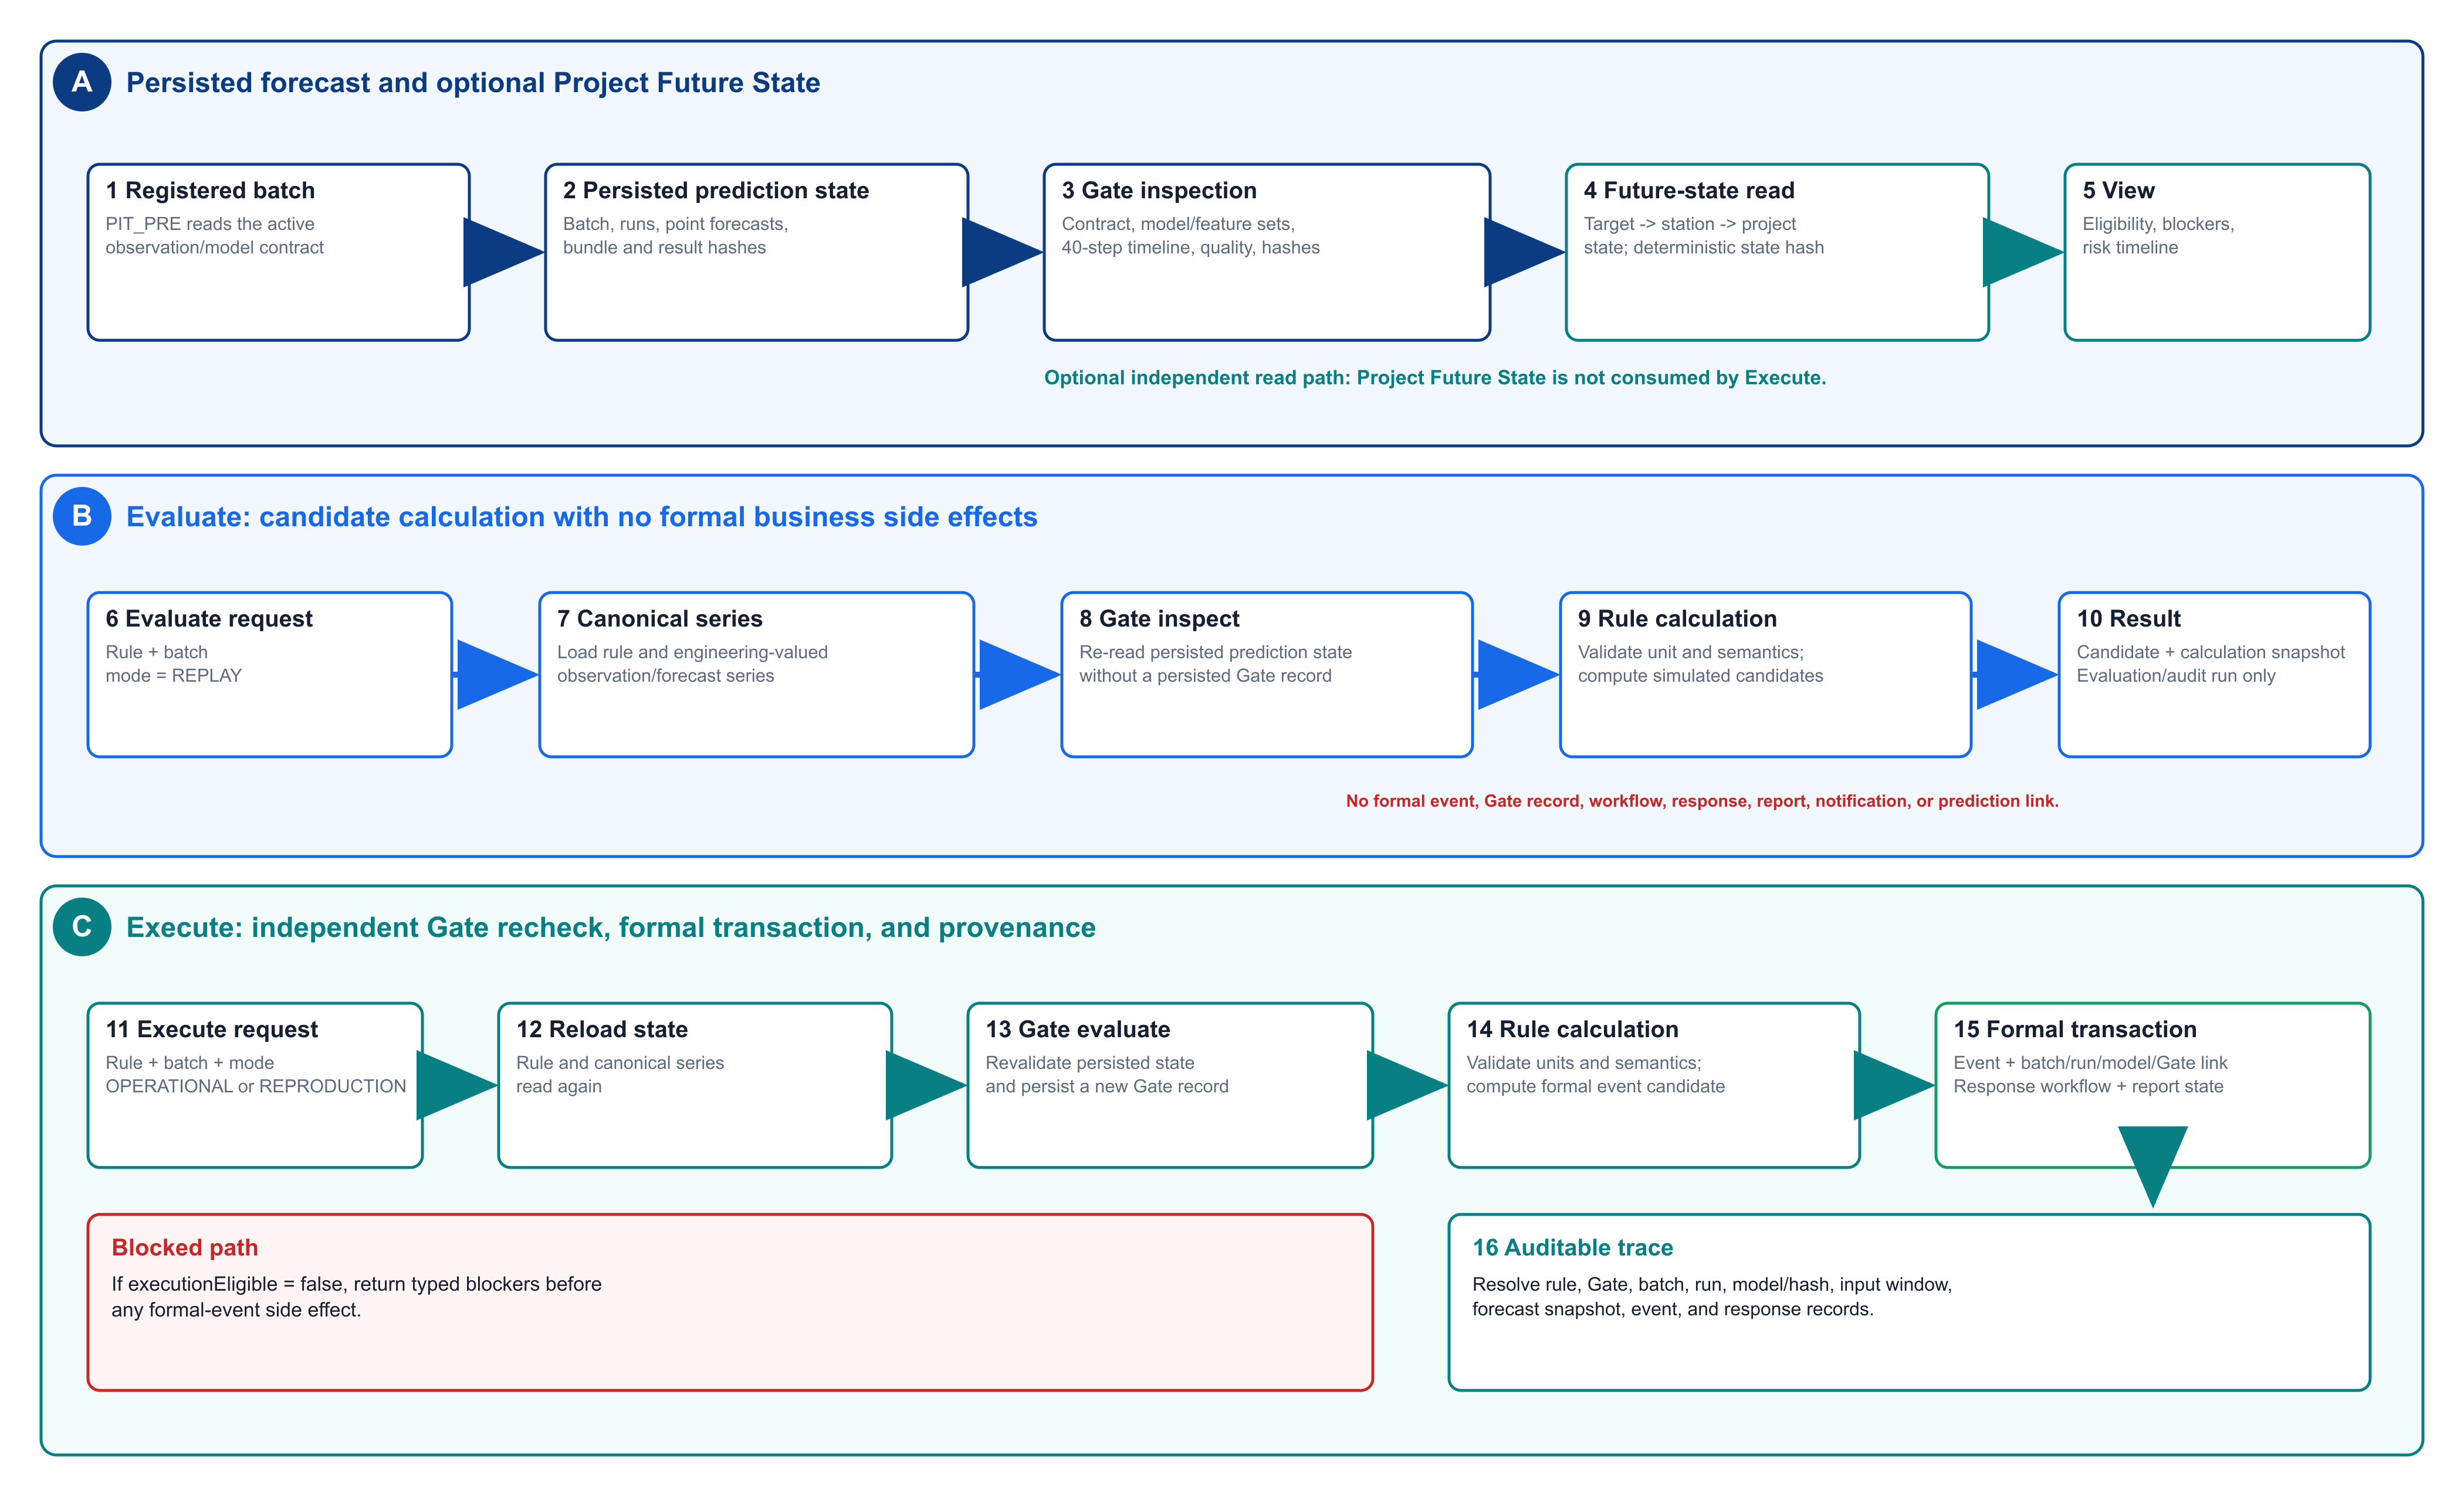 A
Persisted forecast and optional Project Future State
1 Registered batch
PIT_PRE reads the active
observation/model contract
2 Persisted prediction state
Batch, runs, point forecasts,
bundle and result hashes
3 Gate inspection
Contract, model/feature sets,
40-step timeline, quality, hashes
4 Future-state read
Target -> station -> project
state; deterministic state hash
5 View
Eligibility, blockers,
risk timeline
Optional independent read path: Project Future State is not consumed by Execute.
B
Evaluate: candidate calculation with no formal business side effects
6 Evaluate request
Rule + batch
mode = REPLAY
7 Canonical series
Load rule and engineering-valued
observation/forecast series
8 Gate inspect
Re-read persisted prediction state
without a persisted Gate record
9 Rule calculation
Validate unit and semantics;
compute simulated candidates
10 Result
Candidate + calculation snapshot
Evaluation/audit run only
No formal event, Gate record, workflow, response, report, notification, or prediction link.
C
Execute: independent Gate recheck, formal transaction, and provenance
11 Execute request
Rule + batch + mode
OPERATIONAL or REPRODUCTION
12 Reload state
Rule and canonical series
read again
13 Gate evaluate
Revalidate persisted state
and persist a new Gate record
14 Rule calculation
Validate units and semantics;
compute formal event candidate
15 Formal transaction
Event + batch/run/model/Gate link
Response workflow + report state
Blocked path
If executionEligible = false, return typed blockers before
any formal-event side effect.
16 Auditable trace
Resolve rule, Gate, batch, run, model/hash, input window,
forecast snapshot, event, and response records.